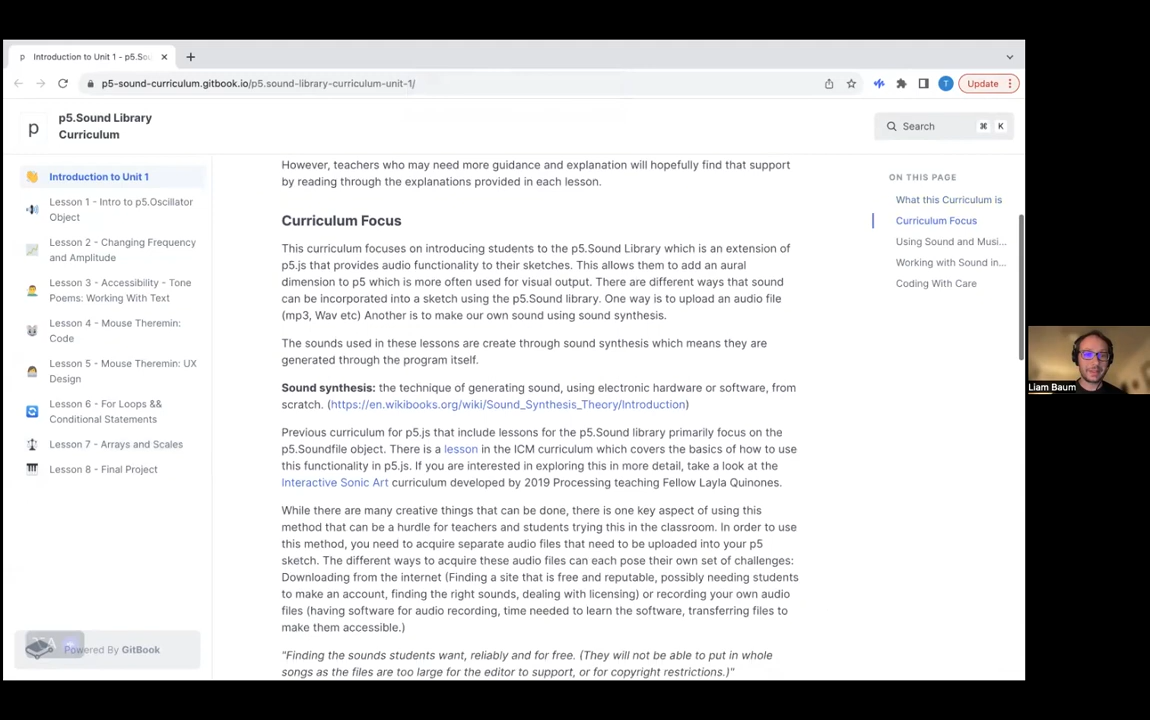 Introduction to Unit 1 - p5.Sou
p5-sound-curriculum.gitbook.io/p5.sound-library-curriculum-unit-1/
T
Update
p
p5.Sound Library
Curriculum
Search
⌘
K
Introduction to Unit 1
Lesson 1 - Intro to p5.Oscillator
Object
Lesson 2 - Changing Frequency
and Amplitude
Lesson 3 - Accessibility - Tone
Poems: Working With Text
Lesson 4 - Mouse Theremin:
Code
Lesson 5 - Mouse Theremin: UX
Design
Lesson 6 - For Loops &&
Conditional Statements
Lesson 7 - Arrays and Scales
Lesson 8 - Final Project
Powered By GitBook
However, teachers who may need more guidance and explanation will hopefully find that support
by reading through the explanations provided in each lesson.
Curriculum Focus
This curriculum focuses on introducing students to the p5.Sound Library which is an extension of
p5.js that provides audio functionality to their sketches. This allows them to add an aural
dimension to p5 which is more often used for visual output. There are different ways that sound
can be incorporated into a sketch using the p5.Sound library. One way is to upload an audio file
(mp3, Wav etc) Another is to make our own sound using sound synthesis.
The sounds used in these lessons are create through sound synthesis which means they are
generated through the program itself.
Sound synthesis: the technique of generating sound, using electronic hardware or software, from
scratch. (https://en.wikibooks.org/wiki/Sound_Synthesis_Theory/Introduction)
Previous curriculum for p5.js that include lessons for the p5.Sound library primarily focus on the
p5.Soundfile object. There is a lesson in the ICM curriculum which covers the basics of how to use
this functionality in p5.js. If you are interested in exploring this in more detail, take a look at the
Interactive Sonic Art curriculum developed by 2019 Processing teaching Fellow Layla Quinones.
While there are many creative things that can be done, there is one key aspect of using this
method that can be a hurdle for teachers and students trying this in the classroom. In order to use
this method, you need to acquire separate audio files that need to be uploaded into your p5
sketch. The different ways to acquire these audio files can each pose their own set of challenges:
Downloading from the internet (Finding a site that is free and reputable, possibly needing students
to make an account, finding the right sounds, dealing with licensing) or recording your own audio
files (having software for audio recording, time needed to learn the software, transferring files to
make them accessible.)
"Finding the sounds students want, reliably and for free. (They will not be able to put in whole
songs as the files are too large for the editor to support, or for copyright restrictions.)"
ON THIS PAGE
What this Curriculum is
Curriculum Focus
Using Sound and Musi...
Working with Sound in...
Coding With Care
Liam Baum